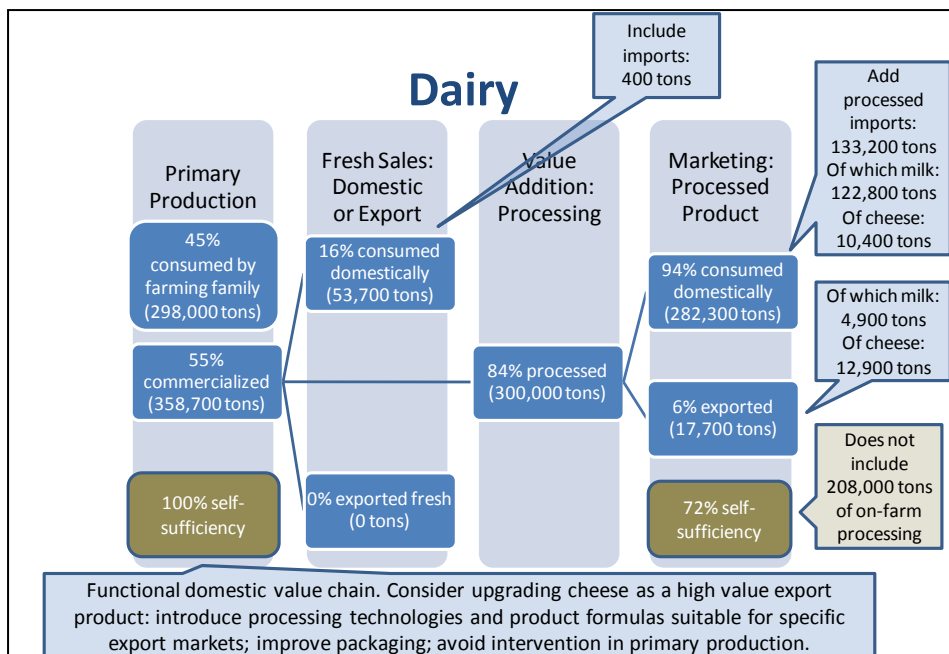 Include
imports:
400 tons
Dairy
Add
processed
imports:
133,200 tons
Of which milk:
122,800 tons
Of cheese:
10,400 tons
Primary
Production
45%
consumed by
farming family
(298,000 tons)
55%
commercialized
(358,700 tons)
100% self-
sufficiency
Fresh Sales:
Domestic
or Export
16% consumed
domestically
(53,700 tons)
0% exported fresh
(0 tons)
Value
Addition:
Processing
84% processed
(300,000 tons)
Marketing:
Processed
Product
94% consumed
domestically
(282,300 tons)
6% exported
(17,700 tons)
72% self-
sufficiency
Of which milk:
4,900 tons
Of cheese:
12,900 tons
Does not
include
208,000 tons
of on-farm
processing
Functional domestic value chain. Consider upgrading cheese as a high value export
product: introduce processing technologies and product formulas suitable for specific
export markets; improve packaging; avoid intervention in primary production.